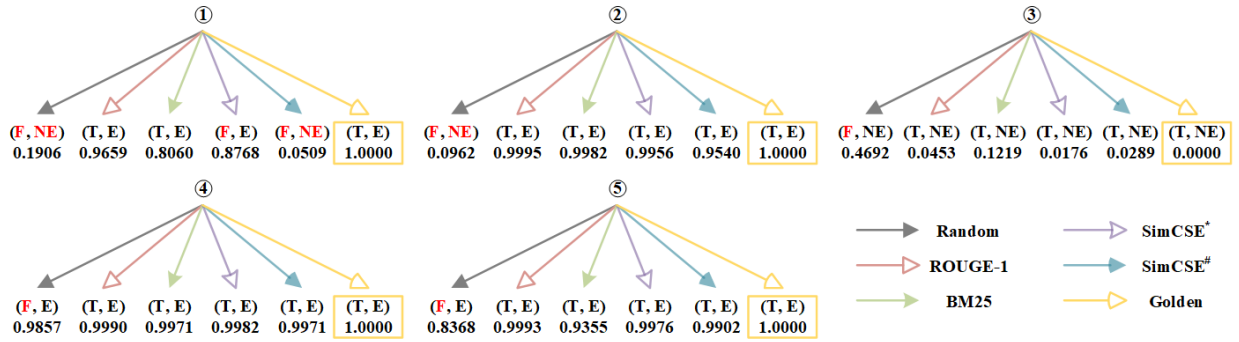 ① ② ③
(F, NE) (T, E) (T, E) (F, E) (F, NE) (T, E)
0.1906 0.9659 0.8060 0.8768 0.0509 1.0000
(F, NE) (T, E) (T, E) (T, E) (T, E) (T, E)
0.0962 0.9995 0.9982 0.9956 0.9540 1.0000
(F, NE) (T, NE) (T, NE) (T, NE) (T, NE) (T, NE)
0.4692 0.0453 0.1219 0.0176 0.0289 0.0000
④ ⑤
(F, E) (T, E) (T, E) (T, E) (T, E) (T, E)
0.9857 0.9990 0.9971 0.9982 0.9971 1.0000
(F, E) (T, E) (T, E) (T, E) (T, E) (T, E)
0.8368 0.9993 0.9355 0.9976 0.9902 1.0000
Random SimCSE*
ROUGE-1 SimCSE#
BM25 Golden